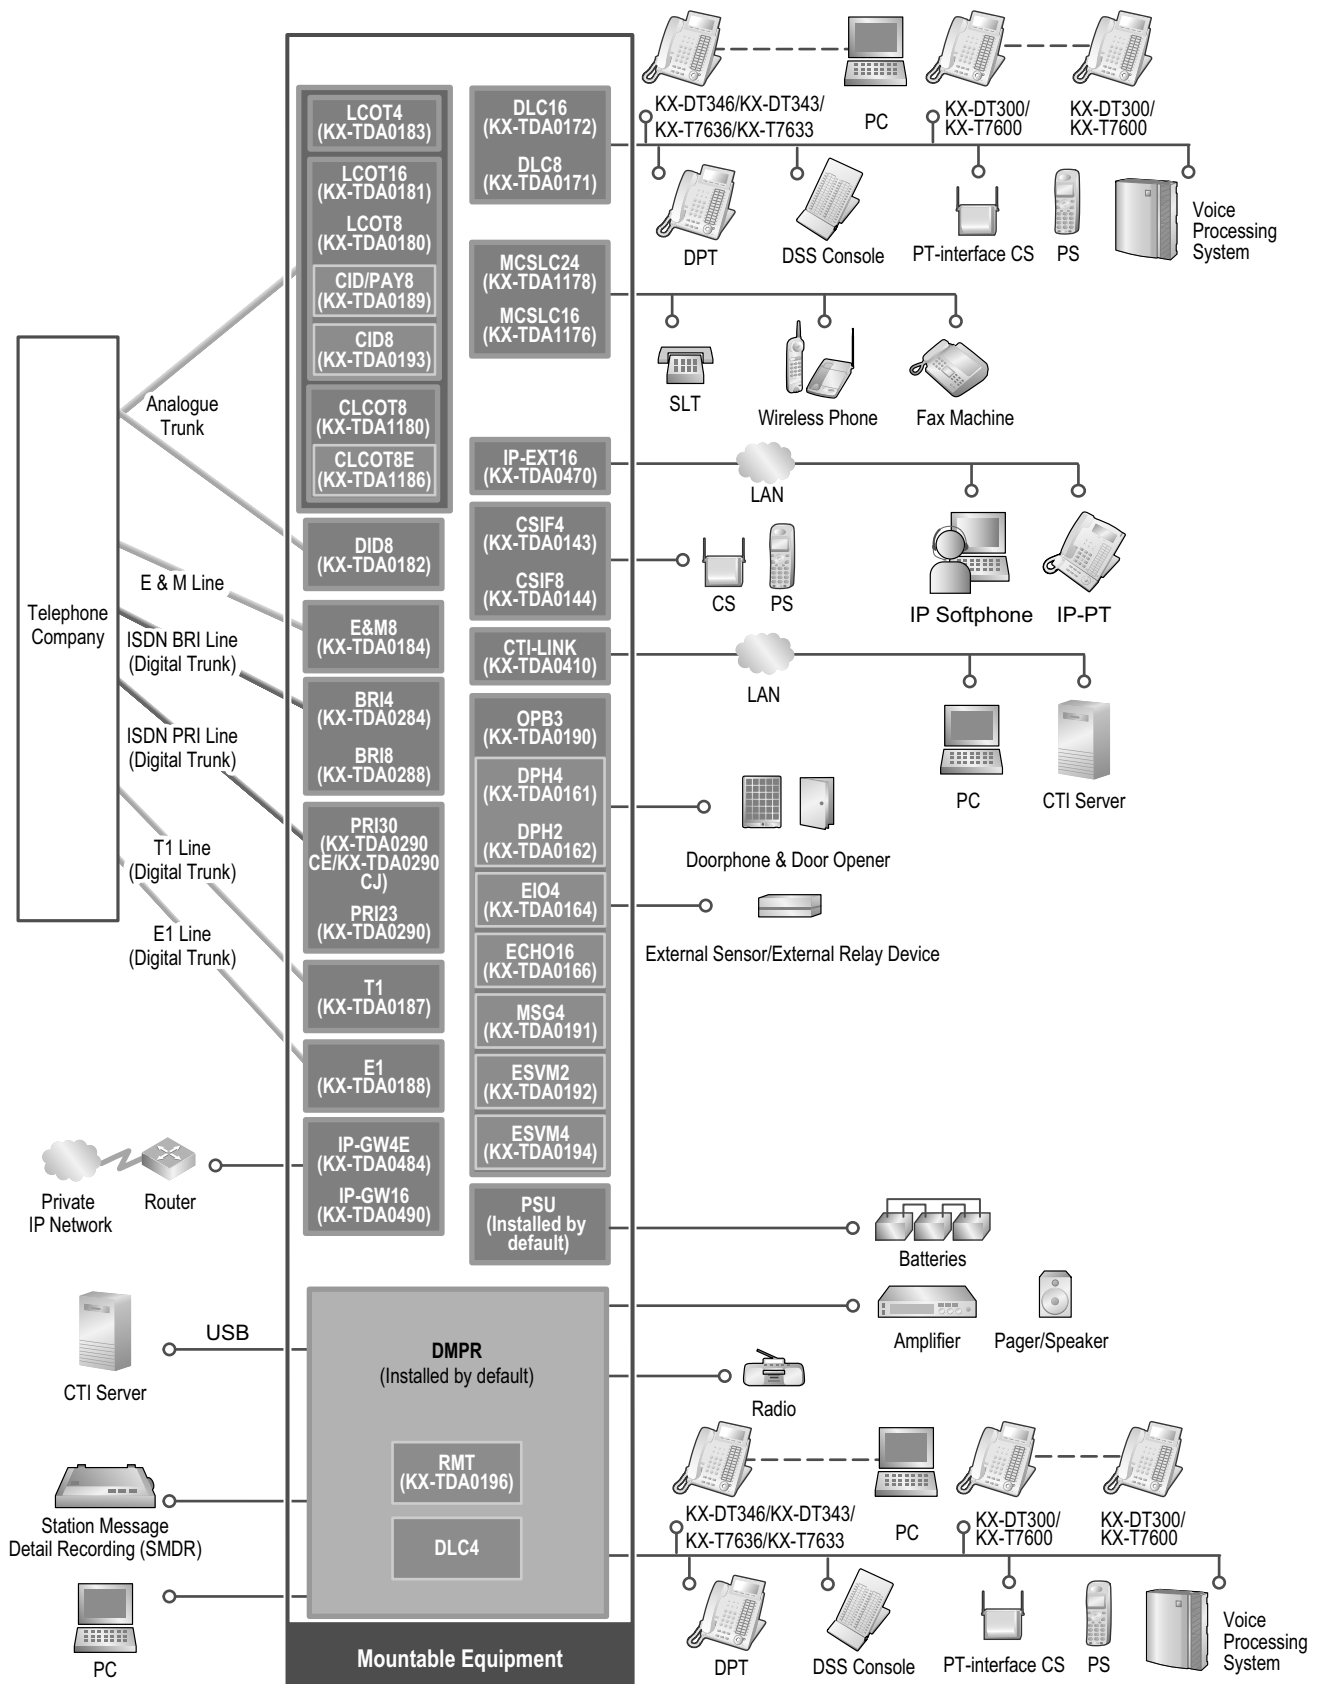 Telephone
Company
Analogue
Trunk
E & M Line
ISDN BRI Line
(Digital Trunk)
ISDN PRI Line
(Digital Trunk)
T1 Line
(Digital Trunk)
E1 Line
(Digital Trunk)
Private
IP Network
Router
USB
CTI Server
Station Message
Detail Recording (SMDR)
PC
LCOT4
(KX-TDA0183)
LCOT16
(KX-TDA0181)
LCOT8
(KX-TDA0180)
CID/PAY8
(KX-TDA0189)
CID8
(KX-TDA0193)
CLCOT8
(KX-TDA1180)
CLCOT8E
(KX-TDA1186)
DID8
(KX-TDA0182)
E&M8
(KX-TDA0184)
BRI4
(KX-TDA0284)
BRI8
(KX-TDA0288)
PRI30
(KX-TDA0290
CE/KX-TDA0290
CJ)
PRI23
(KX-TDA0290)
T1
(KX-TDA0187)
E1
(KX-TDA0188)
IP-GW4E
(KX-TDA0484)
IP-GW16
(KX-TDA0490)
DLC16
(KX-TDA0172)
DLC8
(KX-TDA0171)
MCSLC24
(KX-TDA1178)
MCSLC16
(KX-TDA1176)
IP-EXT16
(KX-TDA0470)
CSIF4
(KX-TDA0143)
CSIF8
(KX-TDA0144)
CTI-LINK
(KX-TDA0410)
OPB3
(KX-TDA0190)
DPH4
(KX-TDA0161)
DPH2
(KX-TDA0162)
EIO4
(KX-TDA0164)
ECHO16
(KX-TDA0166)
MSG4
(KX-TDA0191)
ESVM2
(KX-TDA0192)
ESVM4
(KX-TDA0194)
PSU
(Installed by
default)
DMPR
(Installed by default)
RMT
(KX-TDA0196)
DLC4
Mountable Equipment
KX-DT346/KX-DT343/
KX-T7636/KX-T7633
PC
KX-DT300/
KX-T7600
KX-DT300/
KX-T7600
DPT
DSS Console
PT-interface CS
PS
Voice
Processing
System
SLT
Wireless Phone
Fax Machine
LAN
IP Softphone
IP-PT
CS
PS
LAN
PC
CTI Server
Doorphone & Door Opener
External Sensor/External Relay Device
Batteries
Amplifier
Pager/Speaker
Radio
KX-DT346/KX-DT343/
KX-T7636/KX-T7633
PC
KX-DT300/
KX-T7600
KX-DT300/
KX-T7600
DPT
DSS Console
PT-interface CS
PS
Voice
Processing
System